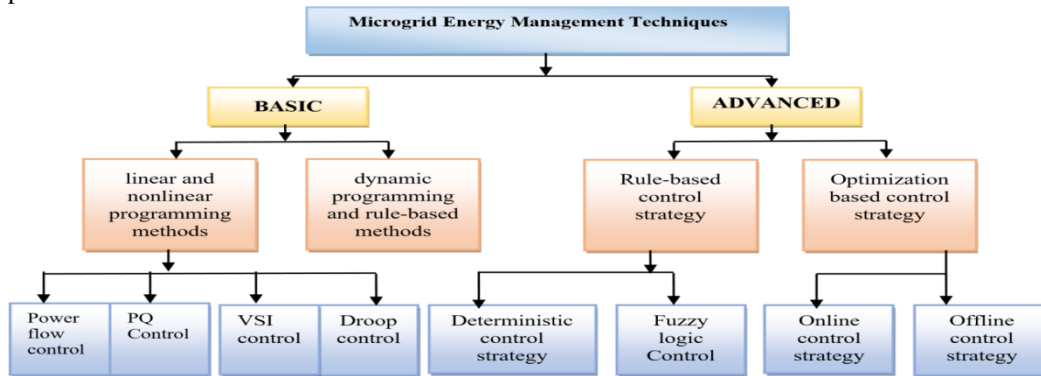 Microgrid Energy Management Techniques
BASIC
ADVANCED
linear and
nonlinear
programming
methods
dynamic
programming
and rule-based
methods
Rule-based
control
strategy
Optimization
based control
strategy
Power
flow
control
PQ
Control
VSI
control
Droop
control
Deterministic
control
strategy
Fuzzy
logic
Control
Online
control
strategy
Offline
control
strategy